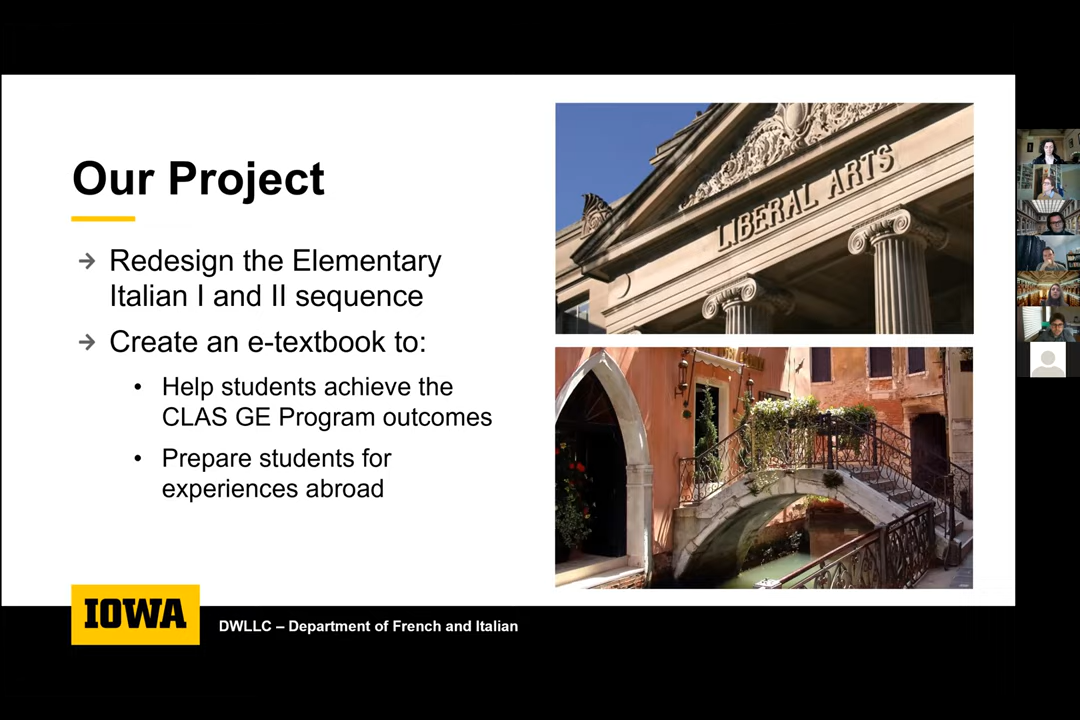 Our Project
→ Redesign the Elementary
Italian I and II sequence
→ Create an e-textbook to:
• Help students achieve the
CLAS GE Program outcomes
• Prepare students for
experiences abroad
LIBERAL ARTS
IOWA
DWLLC – Department of French and Italian